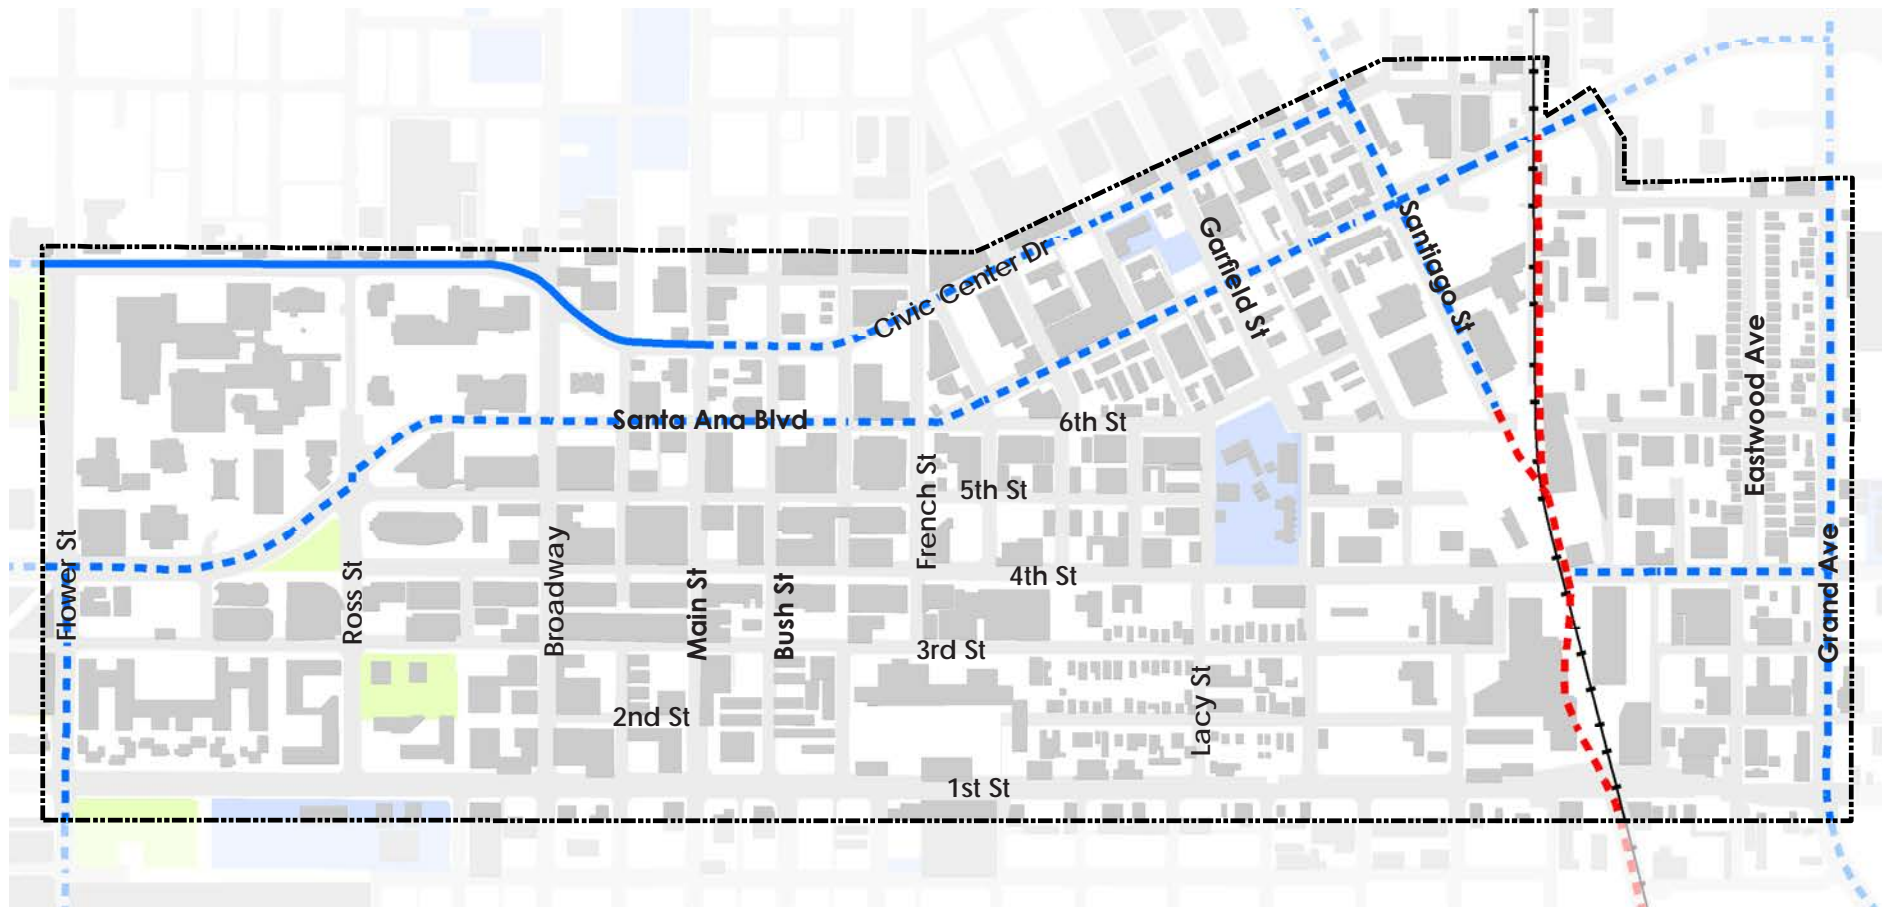 Civic Center Dr
Garfield St
Santiago St
Eastwood Ave
Santa Ana Blvd
6th St
5th St
French St
Flower St
Ross St
Broadway
Main St
Bush St
4th St
Grand Ave
3rd St
Lacy St
2nd St
1st St